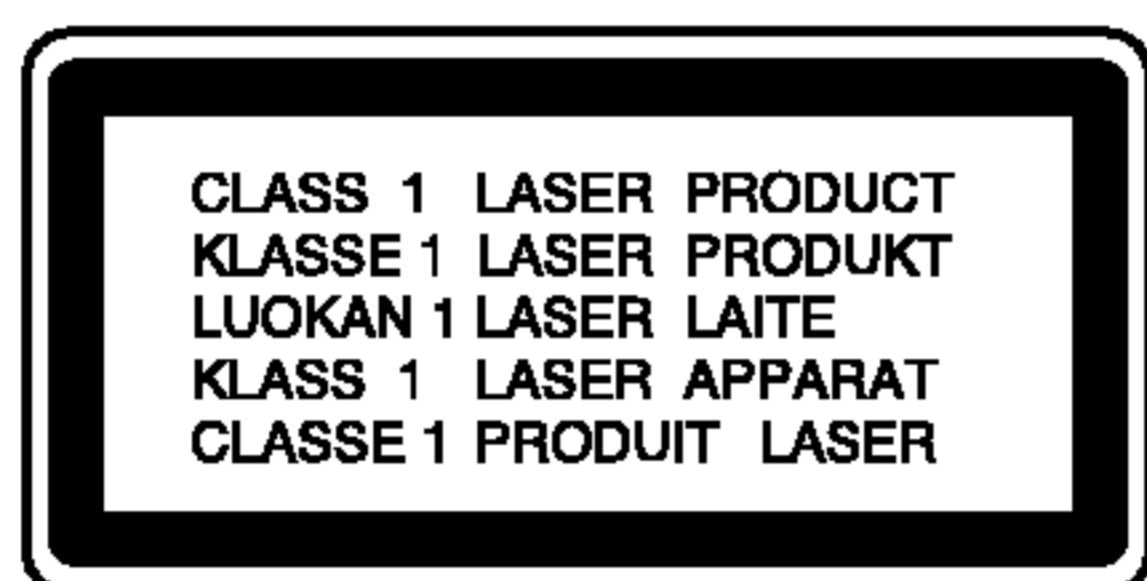 CLASS 1 LASER PRODUCT
KLASSE 1 LASER PRODUKT
LUOKAN 1 LASER LAITE
KLASS 1 LASER APPARAT
CLASSE 1 PRODUIT LASER